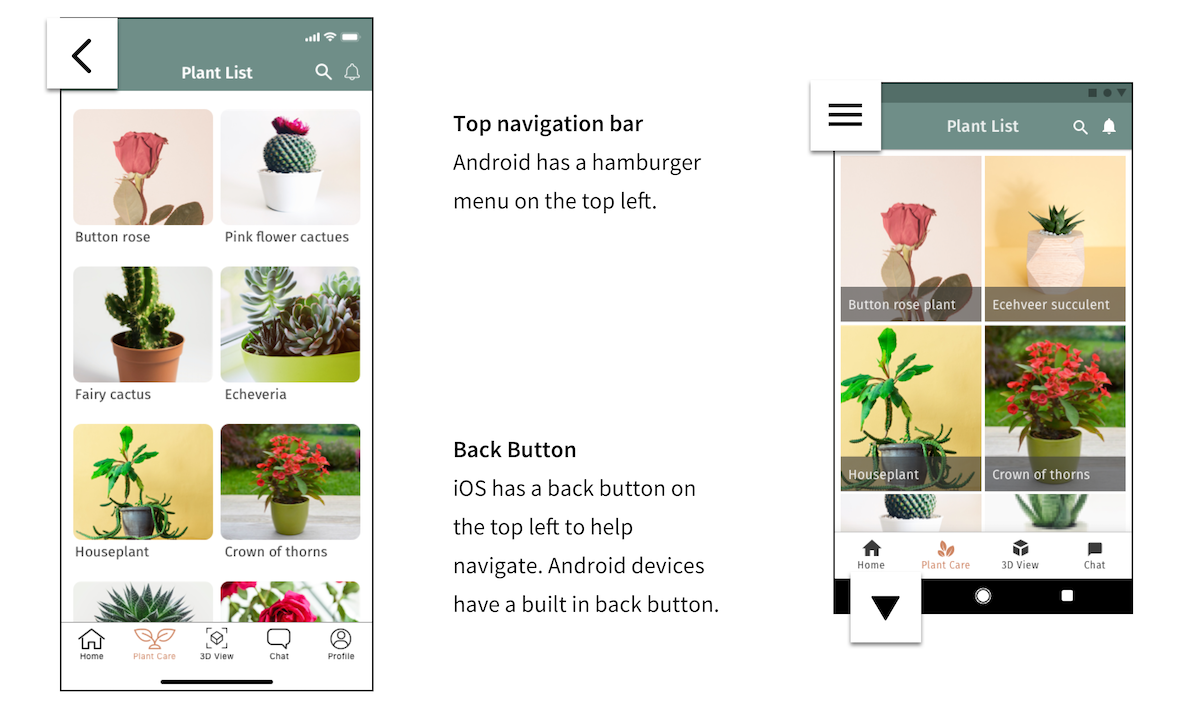 Plant List
Button rose
Pink flower cactues
Fairy cactus
Echeveria
Houseplant
Crown of thorns
Home
Plant Care
3D View
Chat
Profile
Top navigation bar
Android has a hamburger
menu on the top left.
Back Button
iOS has a back button on
the top left to help
navigate. Android devices
have a built in back button.
Plant List
Button rose plant
Ecehveer succulent
Houseplant
Crown of thorns
Home
Plant Care
3D View
Chat